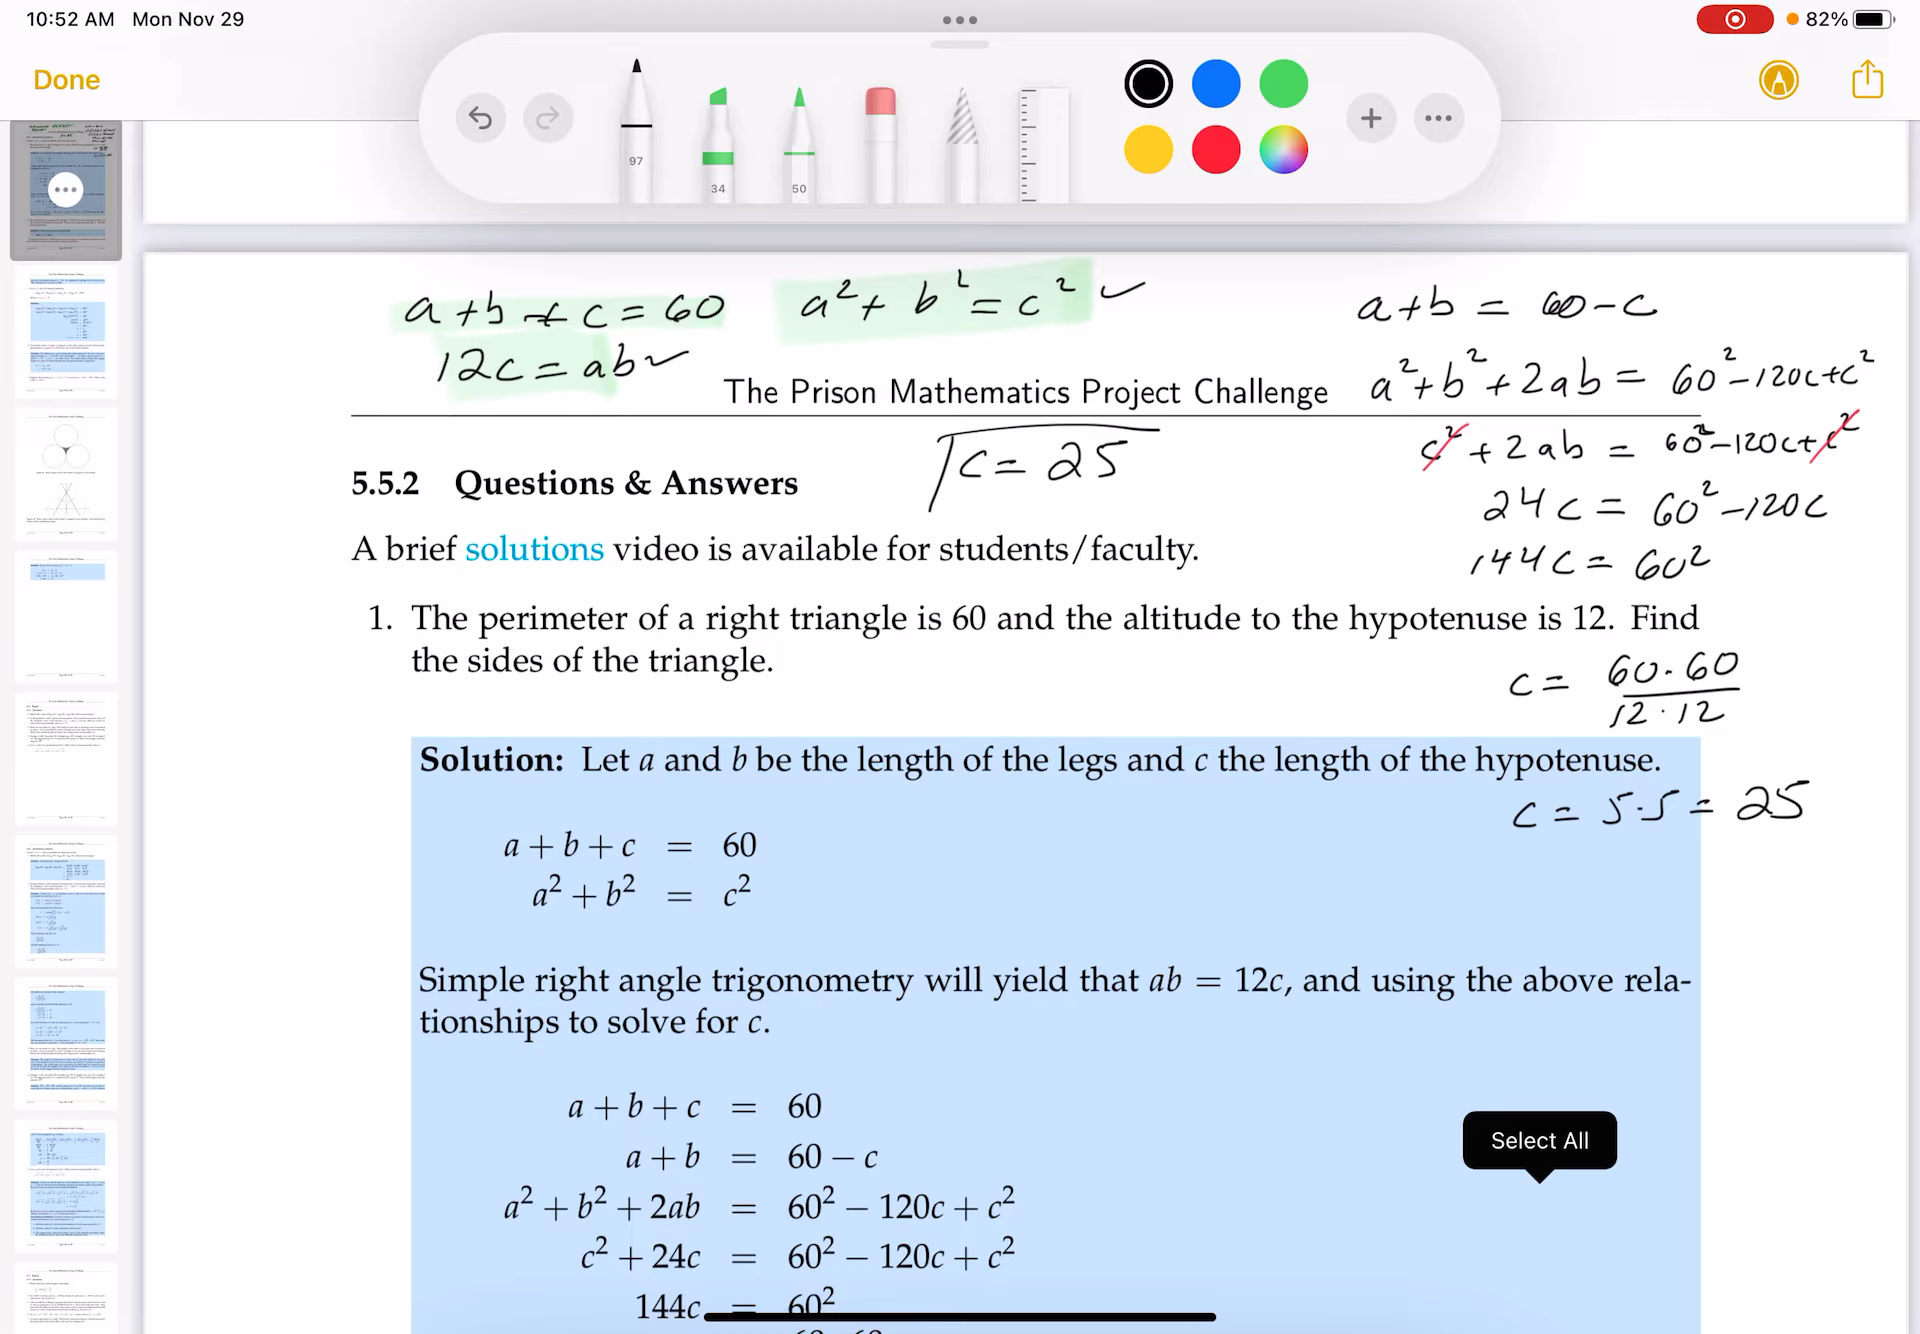 10:52 AM Mon Nov 29
82%
Done
97
34
50
a + b + c = 60
a² + b² = c² ✓
12c = ab ✓
a + b = 60 - c
a² + b² + 2ab = 60² - 120c + c²
c² + 2ab = 60² - 120c + c²
24c = 60² - 120c
144c = 60²
c = 60·60 / 12·12
c = 5·5 = 25
The Prison Mathematics Project Challenge
c = 25
5.5.2 Questions & Answers
A brief solutions video is available for students/faculty.
1. The perimeter of a right triangle is 60 and the altitude to the hypotenuse is 12. Find
the sides of the triangle.
Solution: Let a and b be the length of the legs and c the length of the hypotenuse.
a + b + c = 60
a² + b² = c²
Simple right angle trigonometry will yield that ab = 12c, and using the above rela-
tionships to solve for c.
a + b + c = 60
a + b = 60 − c
a² + b² + 2ab = 60² − 120c + c²
c² + 24c = 60² − 120c + c²
144c = 60²
Select All